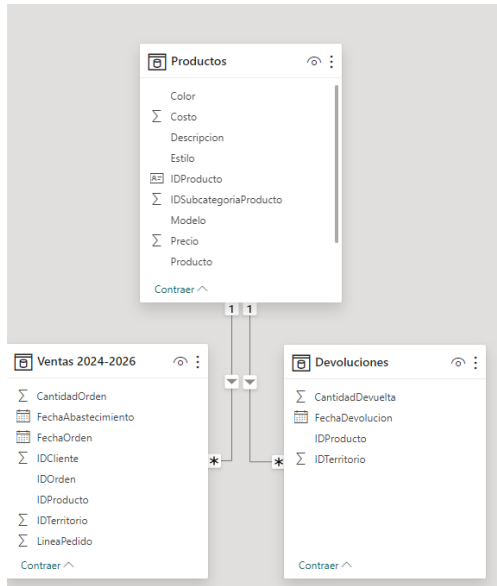 Productos
Color
Costo
Descripcion
Estilo
IDProducto
IDSubcategoriaProducto
Modelo
Precio
Producto
Contraer
1 1
Ventas 2024-2026
CantidadOrden
FechaAbastecimiento
FechaOrden
IDCliente
IDOrden
IDProducto
IDTerritorio
LineaPedido
Contraer
*
*
Devoluciones
CantidadDevuelta
FechaDevolucion
IDProducto
IDTerritorio
Contraer